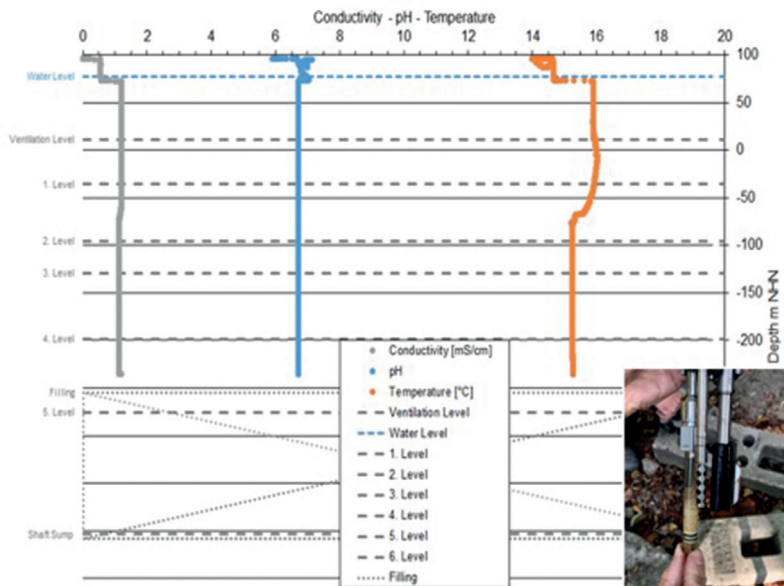 Conductivity - pH - Temperature
0 2 4 6 8 10 12 14 16 18 20
100
Water Level
50
Ventilation Level
0
1. Level
-50
2. Level
-100
3. Level
-150
4. Level
-200
Depth m NHN
Conductivity [mS/cm]
pH
Temperature [°C]
Ventilation Level
Water Level
1. Level
2. Level
3. Level
4. Level
5. Level
6. Level
Filling
Filling
5. Level
Shaft Sump